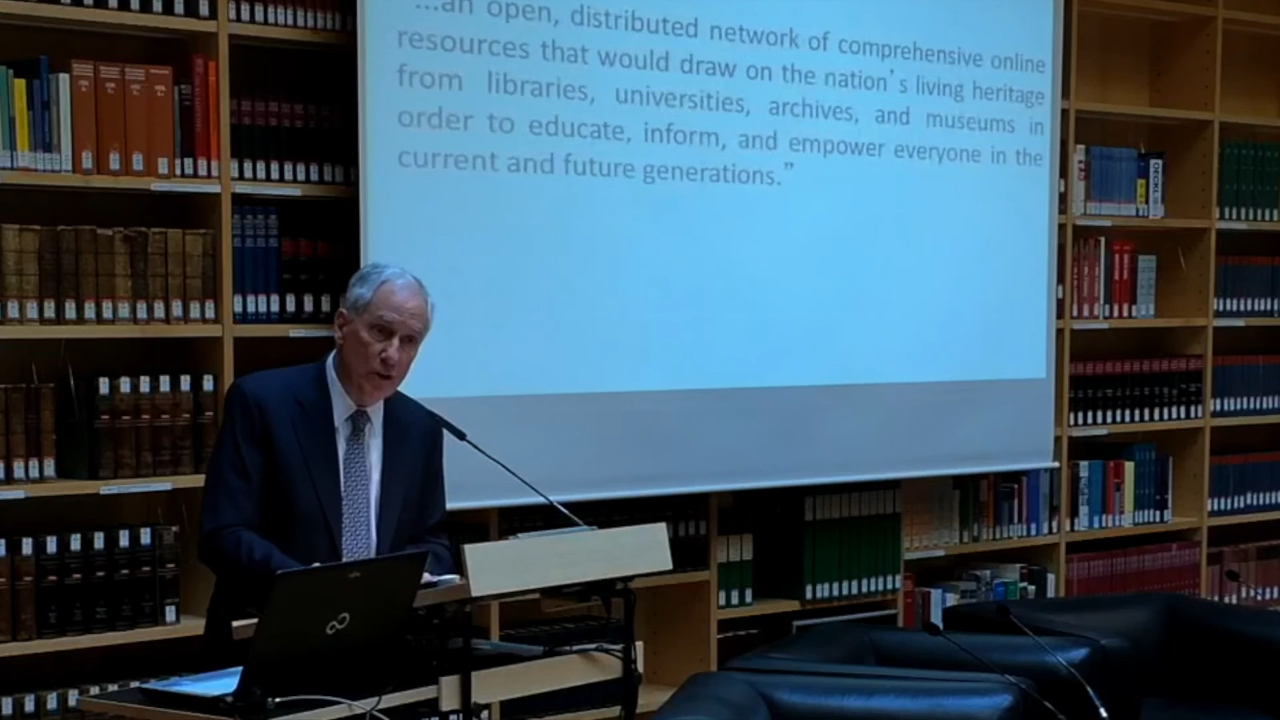 "...an open, distributed network of comprehensive online
resources that would draw on the nation's living heritage
from libraries, universities, archives, and museums in
order to educate, inform, and empower everyone in the
current and future generations."
DECKL